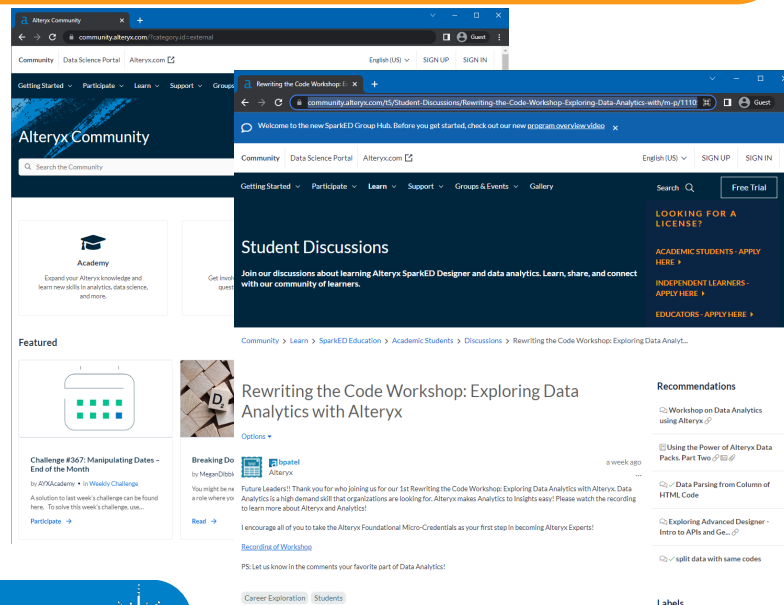 Alteryx Community
community.alteryx.com/?category.id=external
Guest
Community Data Science Portal Alteryx.com
English (US) SIGN UP SIGN IN
Getting Started Participate Learn Support Groups
Alteryx Community
Search the Community
Academy
Expand your Alteryx knowledge and
learn new skills in analytics, data science,
and more.
Get invol
quest
Featured
Challenge #367: Manipulating Dates –
End of the Month
by AYXAcademy • in Weekly Challenge
A solution to last week's challenge can be found
here. To solve this week's challenge, use...
Participate →
Breaking Do
by MeganDibble
You might be ne
a role where you
Read →
Rewriting the Code Workshop: E
community.alteryx.com/t5/Student-Discussions/Rewriting-the-Code-Workshop-Exploring-Data-Analytics-with/m-p/1110
Guest
Welcome to the new SparkED Group Hub. Before you get started, check out our new program overview video x
Community Data Science Portal Alteryx.com
English (US) SIGN UP SIGN IN
Getting Started Participate Learn Support Groups & Events Gallery
Search Free Trial
Student Discussions
Join our discussions about learning Alteryx SparkED Designer and data analytics. Learn, share, and connect
with our community of learners.
LOOKING FOR A
LICENSE?
ACADEMIC STUDENTS - APPLY
HERE
INDEPENDENT LEARNERS -
APPLY HERE
EDUCATORS - APPLY HERE
Community > Learn > SparkED Education > Academic Students > Discussions > Rewriting the Code Workshop: Exploring Data Analyt...
Rewriting the Code Workshop: Exploring Data
Analytics with Alteryx
Options
bpatel
Alteryx
a week ago
...
Future Leaders!! Thank you for who joining us for our 1st Rewriting the Code Workshop: Exploring Data Analytics with Alteryx. Data
Analytics is a high demand skill that organizations are looking for. Alteryx makes Analytics to Insights easy! Please watch the recording
to learn more about Alteryx and Analytics!
I encourage all of you to take the Alteryx Foundational Micro-Credentials as your first step in becoming Alteryx Experts!
Recording of Workshop
PS: Let us know in the comments your favorite part of Data Analytics!
Career Exploration Students
Recommendations
Workshop on Data Analytics
using Alteryx
Using the Power of Alteryx Data
Packs. Part Two
Data Parsing from Column of
HTML Code
Exploring Advanced Designer -
Intro to APIs and Ge...
split data with same codes
Labels